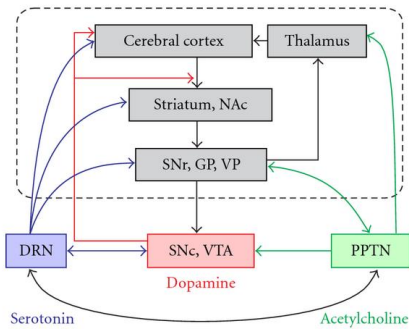 Cerebral cortex
Thalamus
Striatum, NAc
SNr, GP, VP
DRN
SNc, VTA
PPTN
Dopamine
Serotonin
Acetylcholine